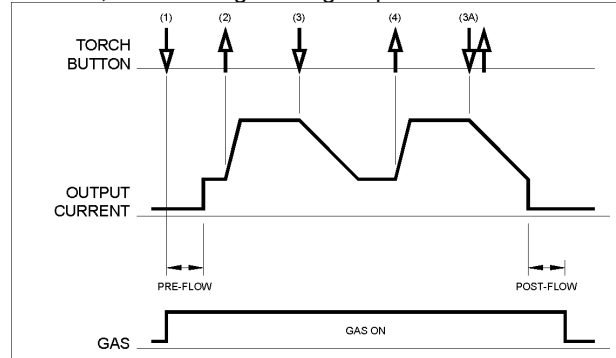 (1) (2) (3) (4) (3A)
TORCH
BUTTON
OUTPUT
CURRENT
PRE-FLOW POST-FLOW
GAS ON
GAS